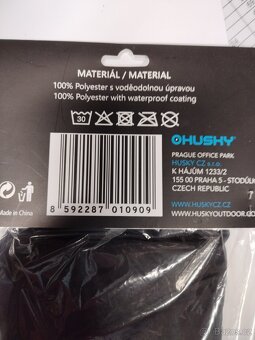 MATERIÁL / MATERIAL
100% Polyester s voděodolnou úpravou
100% Polyester with waterproof coating
30
HUSKY
PRAGUE OFFICE PARK
HUSKY CZ s.r.o.
K HÁJŮM 1233/2
155 00 PRAHA 5 - STODŮLK
CZECH REPUBLIC
Made in China
8 592287 010909
WWW.HUSKYCZ.CZ
WWW.HUSKYOUTDOOR.CO